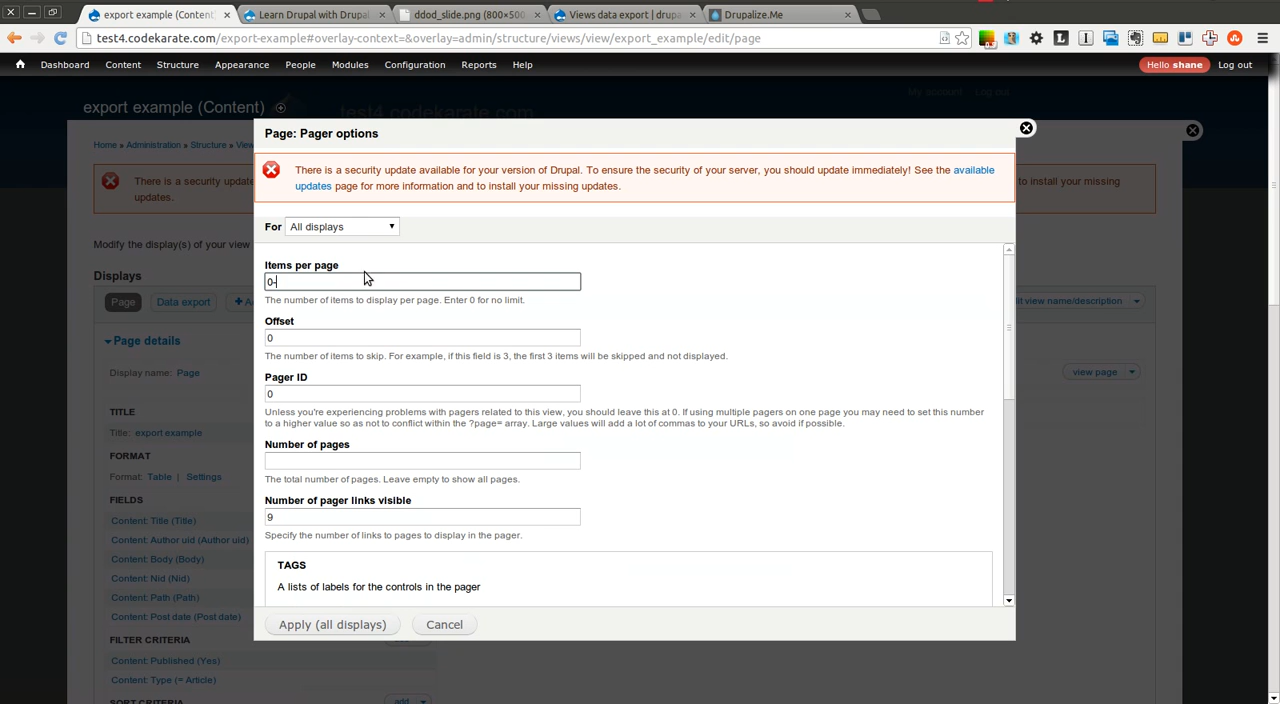 export example (Content
Learn Drupal with Drupal
ddod_slide.png (800×500
Views data export | drupa
Drupalize.Me
test4.codekarate.com/export-example#overlay-context=&overlay=admin/structure/views/view/export_example/edit/page
Dashboard Content Structure Appearance People Modules Configuration Reports Help
Hello shane Log out
My account Log out
export example (Content)
test4.codekarate.com
Page: Pager options
Home » Administration » Structure » View
There is a security update available for your version of Drupal. To ensure the security of your server, you should update immediately! See the available
updates page for more information and to install your missing updates.
There is a security upda
to install your missing
updates.
For All displays
Modify the display(s) of your view
Items per page
0-
The number of items to display per page. Enter 0 for no limit.
Displays
Page Data export
dit view name/description
Offset
0
The number of items to skip. For example, if this field is 3, the first 3 items will be skipped and not displayed.
Page details
Display name: Page
view page
Pager ID
0
Unless you're experiencing problems with pagers related to this view, you should leave this at 0. If using multiple pagers on one page you may need to set this number
to a higher value so as not to conflict within the ?page= array. Large values will add a lot of commas to your URLs, so avoid if possible.
TITLE
Title: export example
FORMAT
Format: Table | Settings
FIELDS
Content: Title (Title)
Content: Author uid (Author uid)
Content: Body (Body)
Content: Nid (Nid)
Content: Path (Path)
Content: Post date (Post date)
FILTER CRITERIA
Content: Published (Yes)
Content: Type (= Article)
SORT CRITERIA
add
Number of pages
The total number of pages. Leave empty to show all pages.
Number of pager links visible
9
Specify the number of links to pages to display in the pager.
TAGS
A lists of labels for the controls in the pager
Apply (all displays)
Cancel